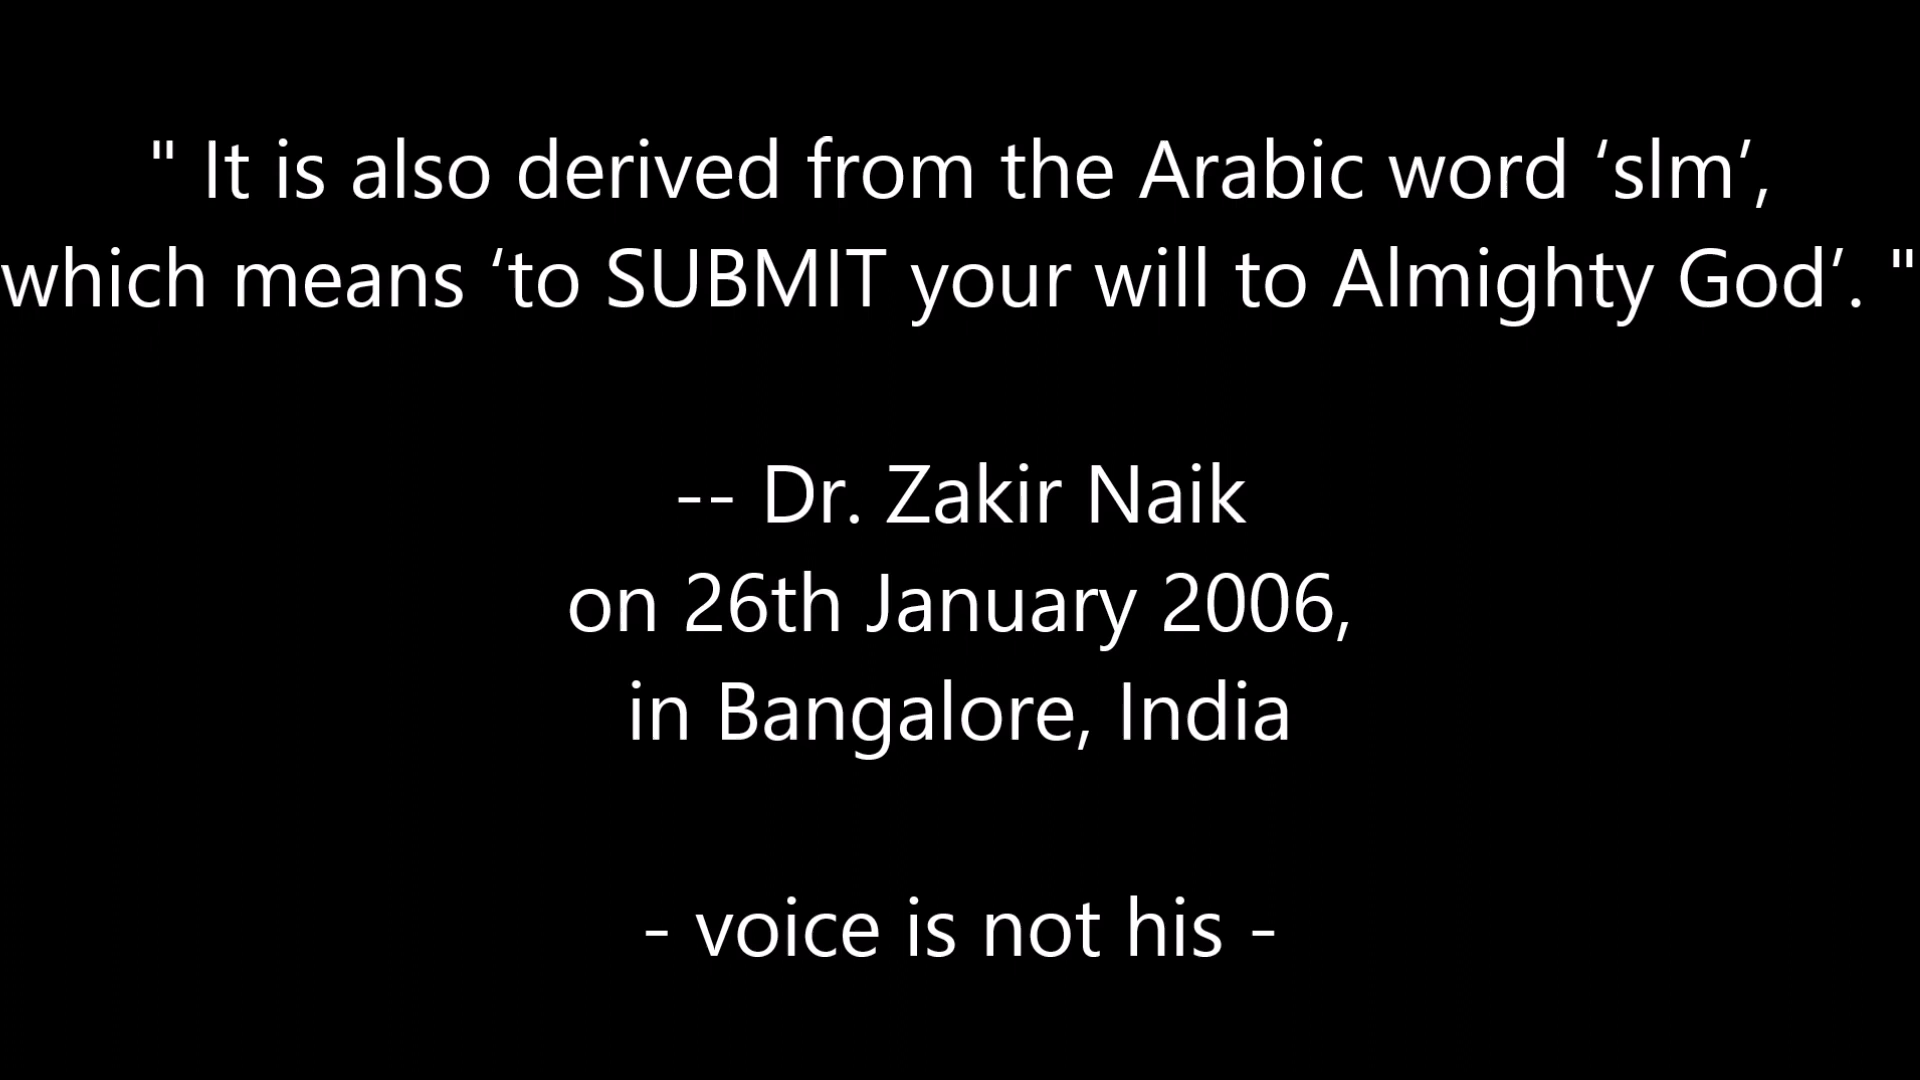 " It is also derived from the Arabic word ‘slm’,
which means ‘to SUBMIT your will to Almighty God’. "
-- Dr. Zakir Naik
on 26th January 2006,
in Bangalore, India
- voice is not his -